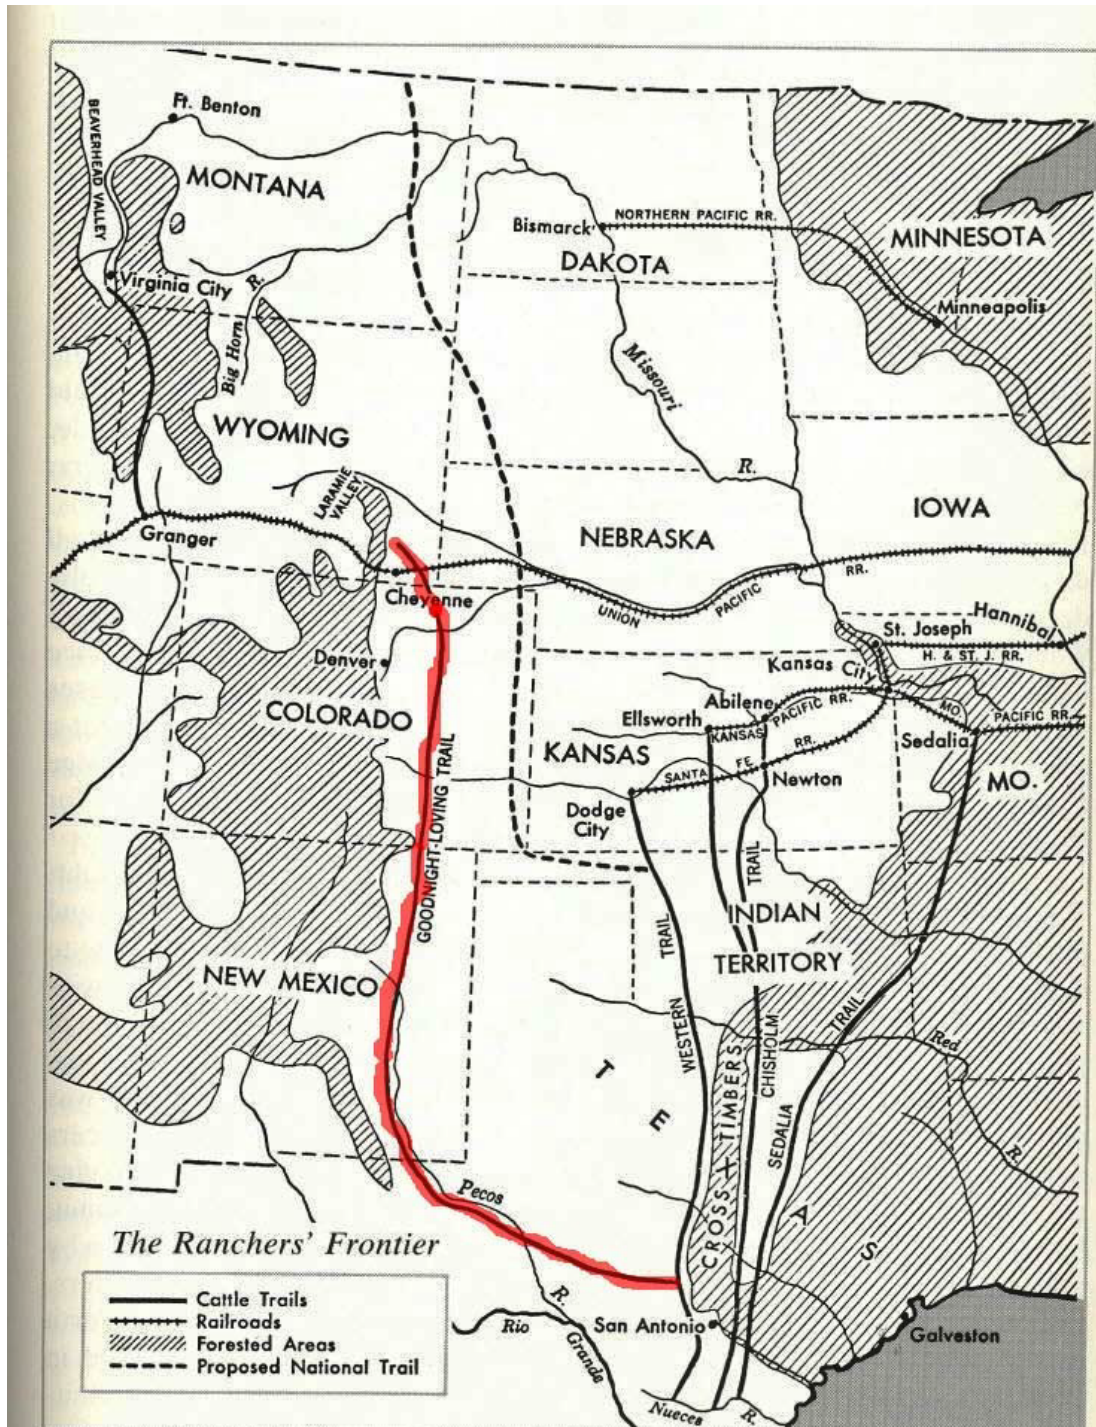 Ft. Benton
BEAVERHEAD VALLEY
MONTANA
Bismarck
NORTHERN PACIFIC RR.
MINNESOTA
DAKOTA
Virginia City
Big Horn R.
Minneapolis
Missouri R.
WYOMING
LARAMIE
VALLEY
IOWA
NEBRASKA
Granger
Cheyenne
UNION PACIFIC RR.
Hannibal
St. Joseph
H. & ST. J. RR.
Denver
Kansas City
COLORADO
Abilene
Ellsworth
KANSAS PACIFIC RR.
MO. PACIFIC RR.
Sedalia
KANSAS
SANTA FE RR.
Newton
MO.
Dodge
City
GOODNIGHT-LOVING TRAIL
INDIAN
TERRITORY
NEW MEXICO
WESTERN TRAIL
CHISHOLM TRAIL
SEDALIA TRAIL
Red R.
CROSS TIMBERS
T E X A S
Pecos R.
The Ranchers' Frontier
Cattle Trails
Railroads
Forested Areas
Proposed National Trail
San Antonio
Galveston
Rio Grande
Nueces R.